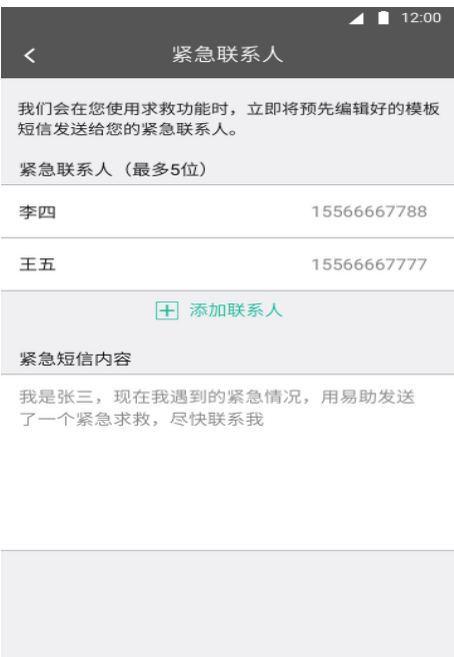 12:00
紧急联系人
我们会在您使用求救功能时，立即将预先编辑好的模板
短信发送给您的紧急联系人。
紧急联系人（最多5位）
李四 15566667788
王五 15566667777
添加联系人
紧急短信内容
我是张三，现在我遇到的紧急情况，用易助发送
了一个紧急求救，尽快联系我